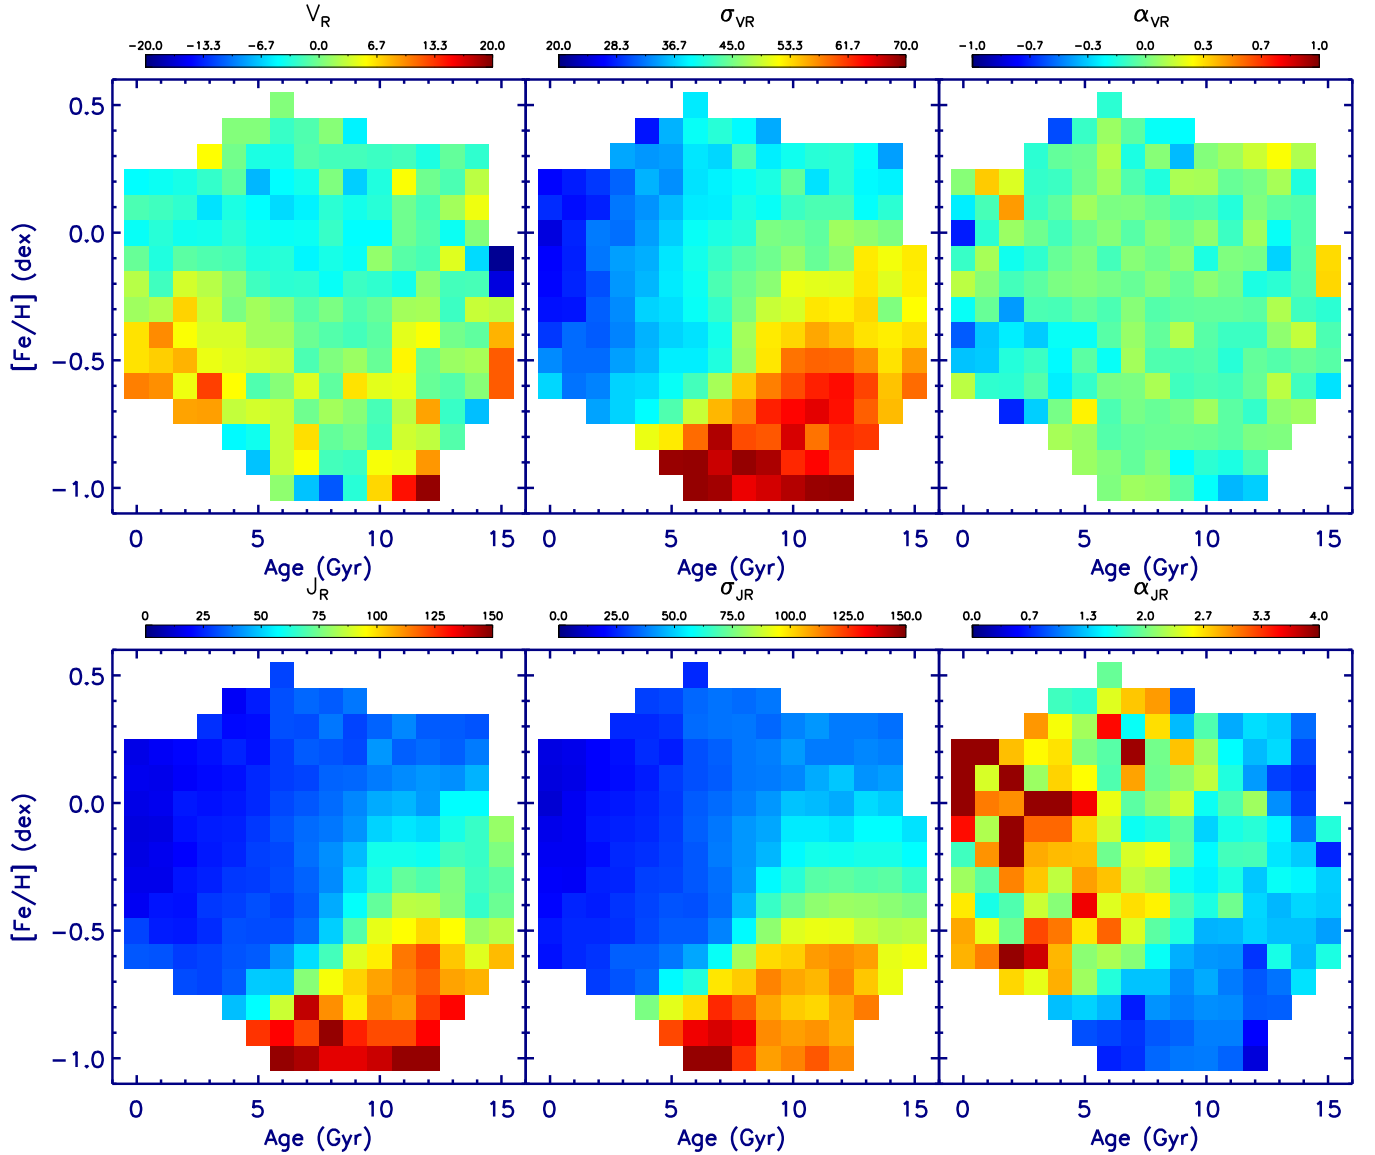 V_R σ_VR α_VR
−20.0 −13.3 −6.7 0.0 6.7 13.3 20.0 20.0 28.3 36.7 45.0 53.3 61.7 70.0 −1.0 −0.7 −0.3 0.0 0.3 0.7 1.0
0.5
0.0
−0.5
−1.0
[Fe/H] (dex)
0 5 10 15 0 5 10 15 0 5 10 15
Age (Gyr) Age (Gyr) Age (Gyr)
J_R σ_JR α_JR
0 25 50 75 100 125 150 0.0 25.0 50.0 75.0 100.0 125.0 150.0 0.0 0.7 1.3 2.0 2.7 3.3 4.0
0.5
0.0
−0.5
−1.0
[Fe/H] (dex)
0 5 10 15 0 5 10 15 0 5 10 15
Age (Gyr) Age (Gyr) Age (Gyr)